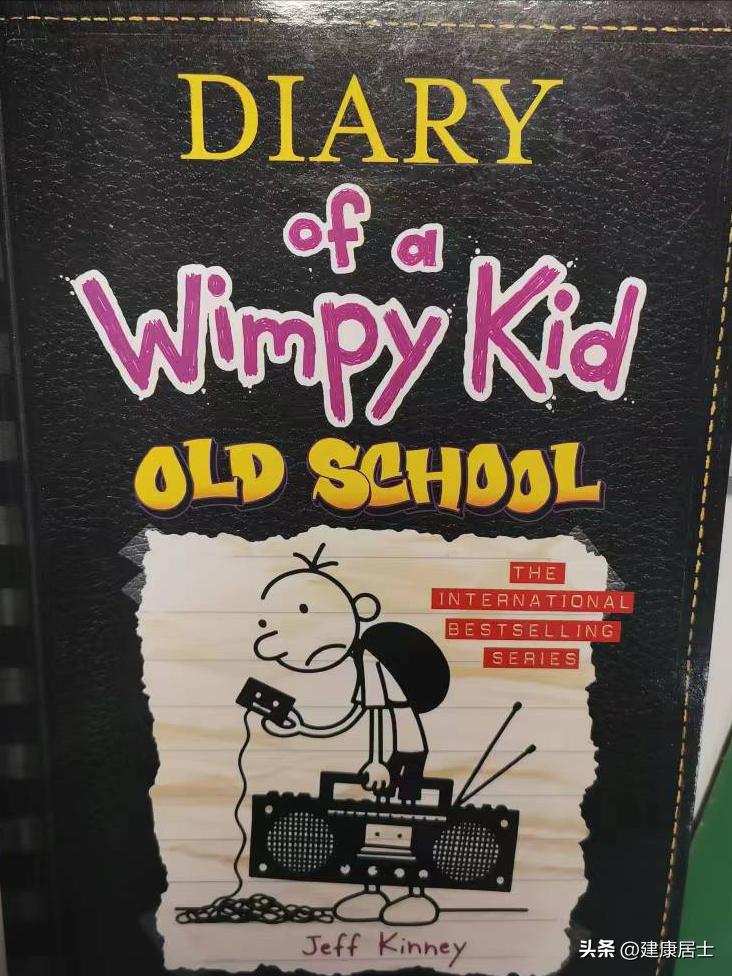 DIARY
of a
Wimpy Kid
OLD SCHOOL
THE
INTERNATIONAL
BESTSELLING
SERIES
Jeff Kinney
头条 @建康居士